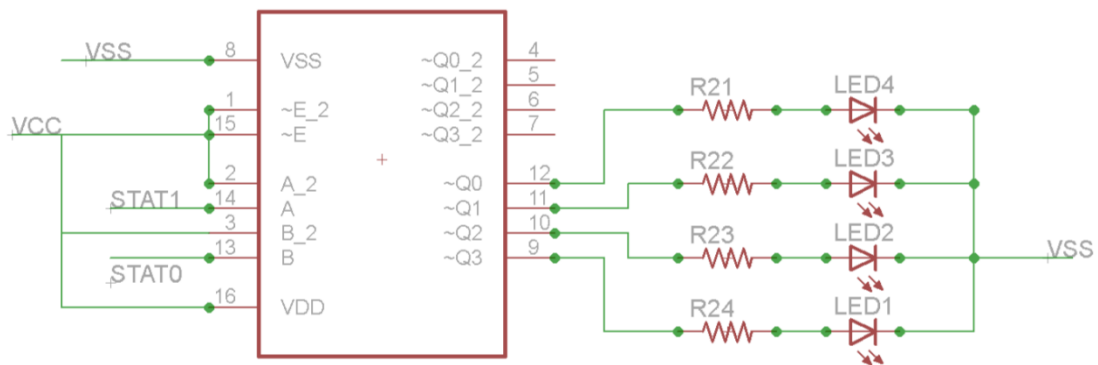 VSS
8
VSS
1
~E_2
VCC
15
~E
2
A_2
STAT1
14
A
3
B_2
13
B
STAT0
16
VDD
~Q0_2
4
~Q1_2
5
~Q2_2
6
~Q3_2
7
~Q0
12
~Q1
11
~Q2
10
~Q3
9
R21
LED4
R22
LED3
R23
LED2
VSS
R24
LED1